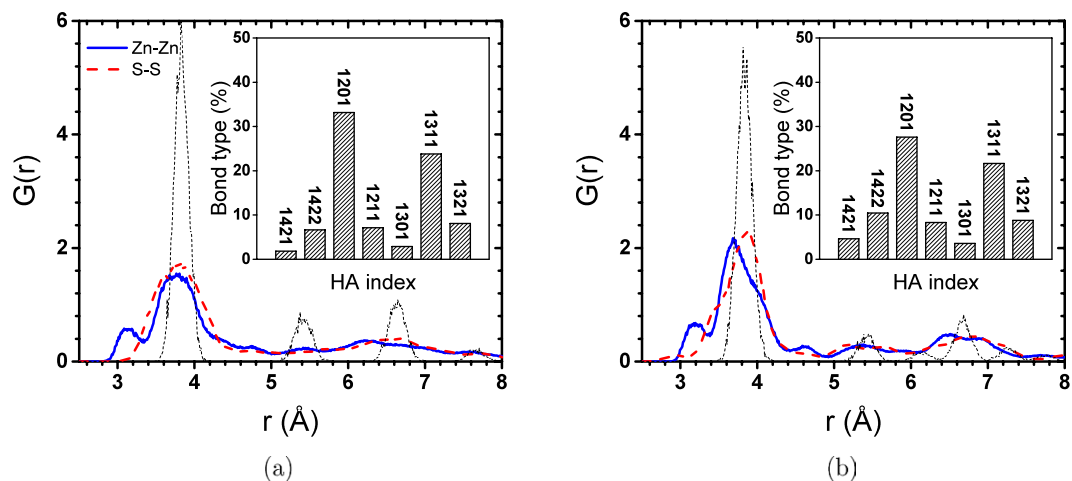 6
4
2
0
G(r)
Zn-Zn
S-S
50
40
30
20
10
0
Bond type (%)
1421
1422
1201
1211
1301
1311
1321
HA index
3 4 5 6 7 8
r (Å)
(a)
6
4
2
0
G(r)
50
40
30
20
10
0
Bond type (%)
1421
1422
1201
1211
1301
1311
1321
HA index
3 4 5 6 7 8
r (Å)
(b)